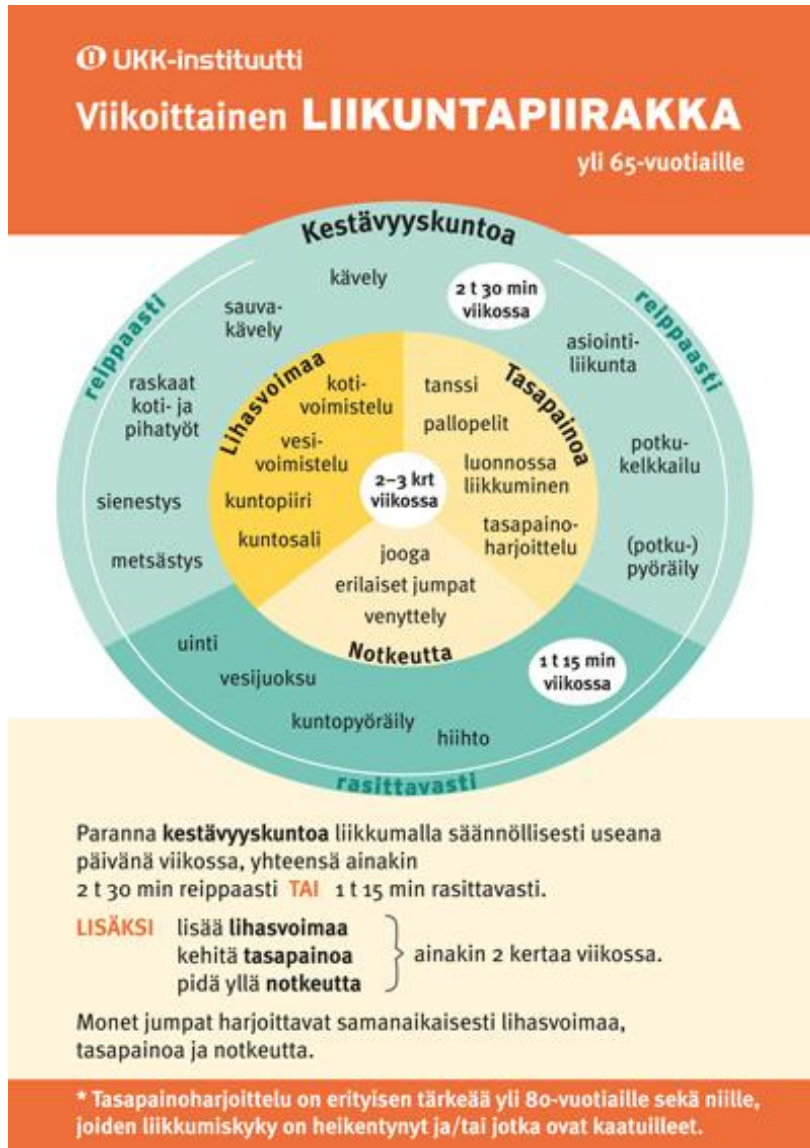 UKK-instituutti
Viikoittainen LIIKUNTAPIIRAKKA
yli 65-vuotiaille
Kestävyyskuntoa
reippaasti
reippaasti
kävely
2 t 30 min
viikossa
sauva-
kävely
asiointi-
liikunta
raskaat
koti- ja
pihatyöt
potku-
kelkkailu
sienestys
metsästys
(potku-)
pyöräily
Lihasvoimaa
koti-
voimistelu
vesi-
voimistelu
kuntopiiri
kuntosali
Tasapainoa
tanssi
pallopelit
luonnossa
liikkuminen
tasapaino-
harjoittelu
2–3 krt
viikossa
jooga
erilaiset jumpat
venyttely
Notkeutta
uinti
vesijuoksu
kuntopyöräily
hiihto
1 t 15 min
viikossa
rasittavasti
Paranna kestävyyskuntoa liikkumalla säännöllisesti useana
päivänä viikossa, yhteensä ainakin
2 t 30 min reippaasti TAI 1 t 15 min rasittavasti.
LISÄKSI lisää lihasvoimaa
kehitä tasapainoa
pidä yllä notkeutta
ainakin 2 kertaa viikossa.
Monet jumpat harjoittavat samanaikaisesti lihasvoimaa,
tasapainoa ja notkeutta.
* Tasapainoharjoittelu on erityisen tärkeää yli 80-vuotiaille sekä niille,
joiden liikkumiskyky on heikentynyt ja/tai jotka ovat kaatuilleet.